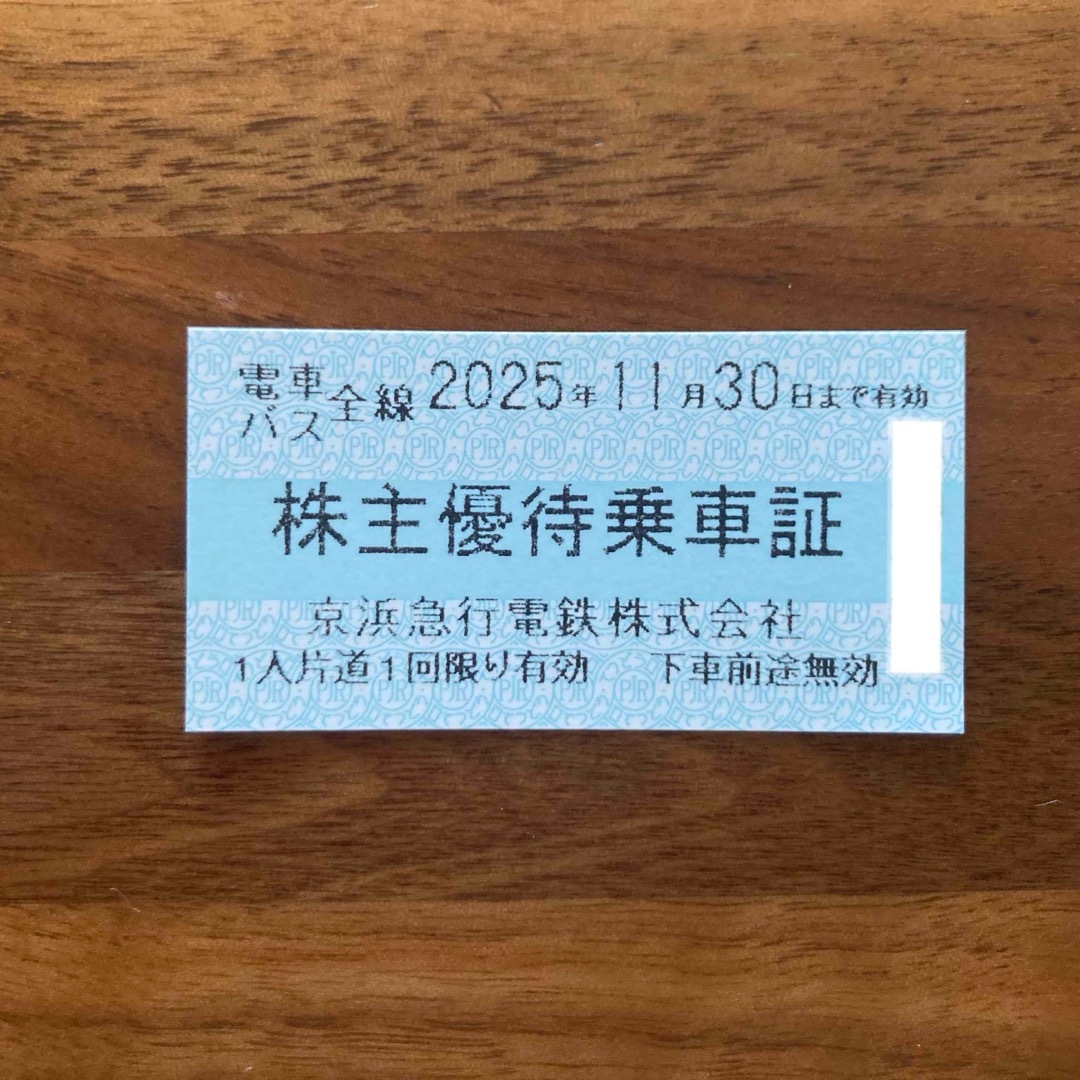 電車バス全線 2025年11月30日まで有効
株主優待乗車証
京浜急行電鉄株式会社
1人片道1回限り有効 下車前途無効